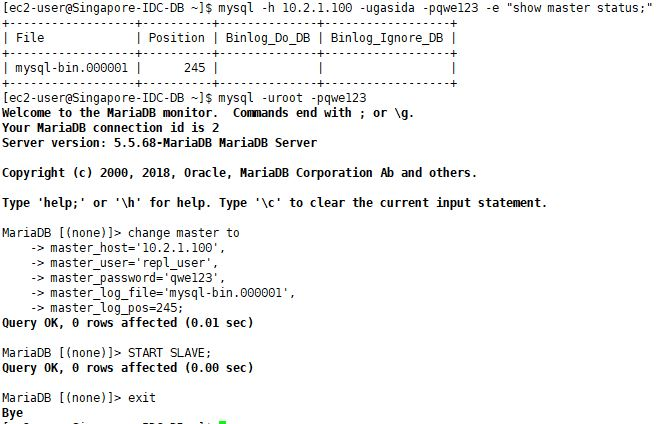 [ec2-user@Singapore-IDC-DB ~]$ mysql -h 10.2.1.100 -ugasida -pqwe123 -e "show master status;"
+------------------+----------+--------------+------------------+
| File             | Position | Binlog_Do_DB | Binlog_Ignore_DB |
+------------------+----------+--------------+------------------+
| mysql-bin.000001 |      245 |              |                  |
+------------------+----------+--------------+------------------+
[ec2-user@Singapore-IDC-DB ~]$ mysql -uroot -pqwe123
Welcome to the MariaDB monitor.  Commands end with ; or \g.
Your MariaDB connection id is 2
Server version: 5.5.68-MariaDB MariaDB Server

Copyright (c) 2000, 2018, Oracle, MariaDB Corporation Ab and others.

Type 'help;' or '\h' for help. Type '\c' to clear the current input statement.

MariaDB [(none)]> change master to
    -> master_host='10.2.1.100',
    -> master_user='repl_user',
    -> master_password='qwe123',
    -> master_log_file='mysql-bin.000001',
    -> master_log_pos=245;
Query OK, 0 rows affected (0.01 sec)

MariaDB [(none)]> START SLAVE;
Query OK, 0 rows affected (0.00 sec)

MariaDB [(none)]> exit
Bye